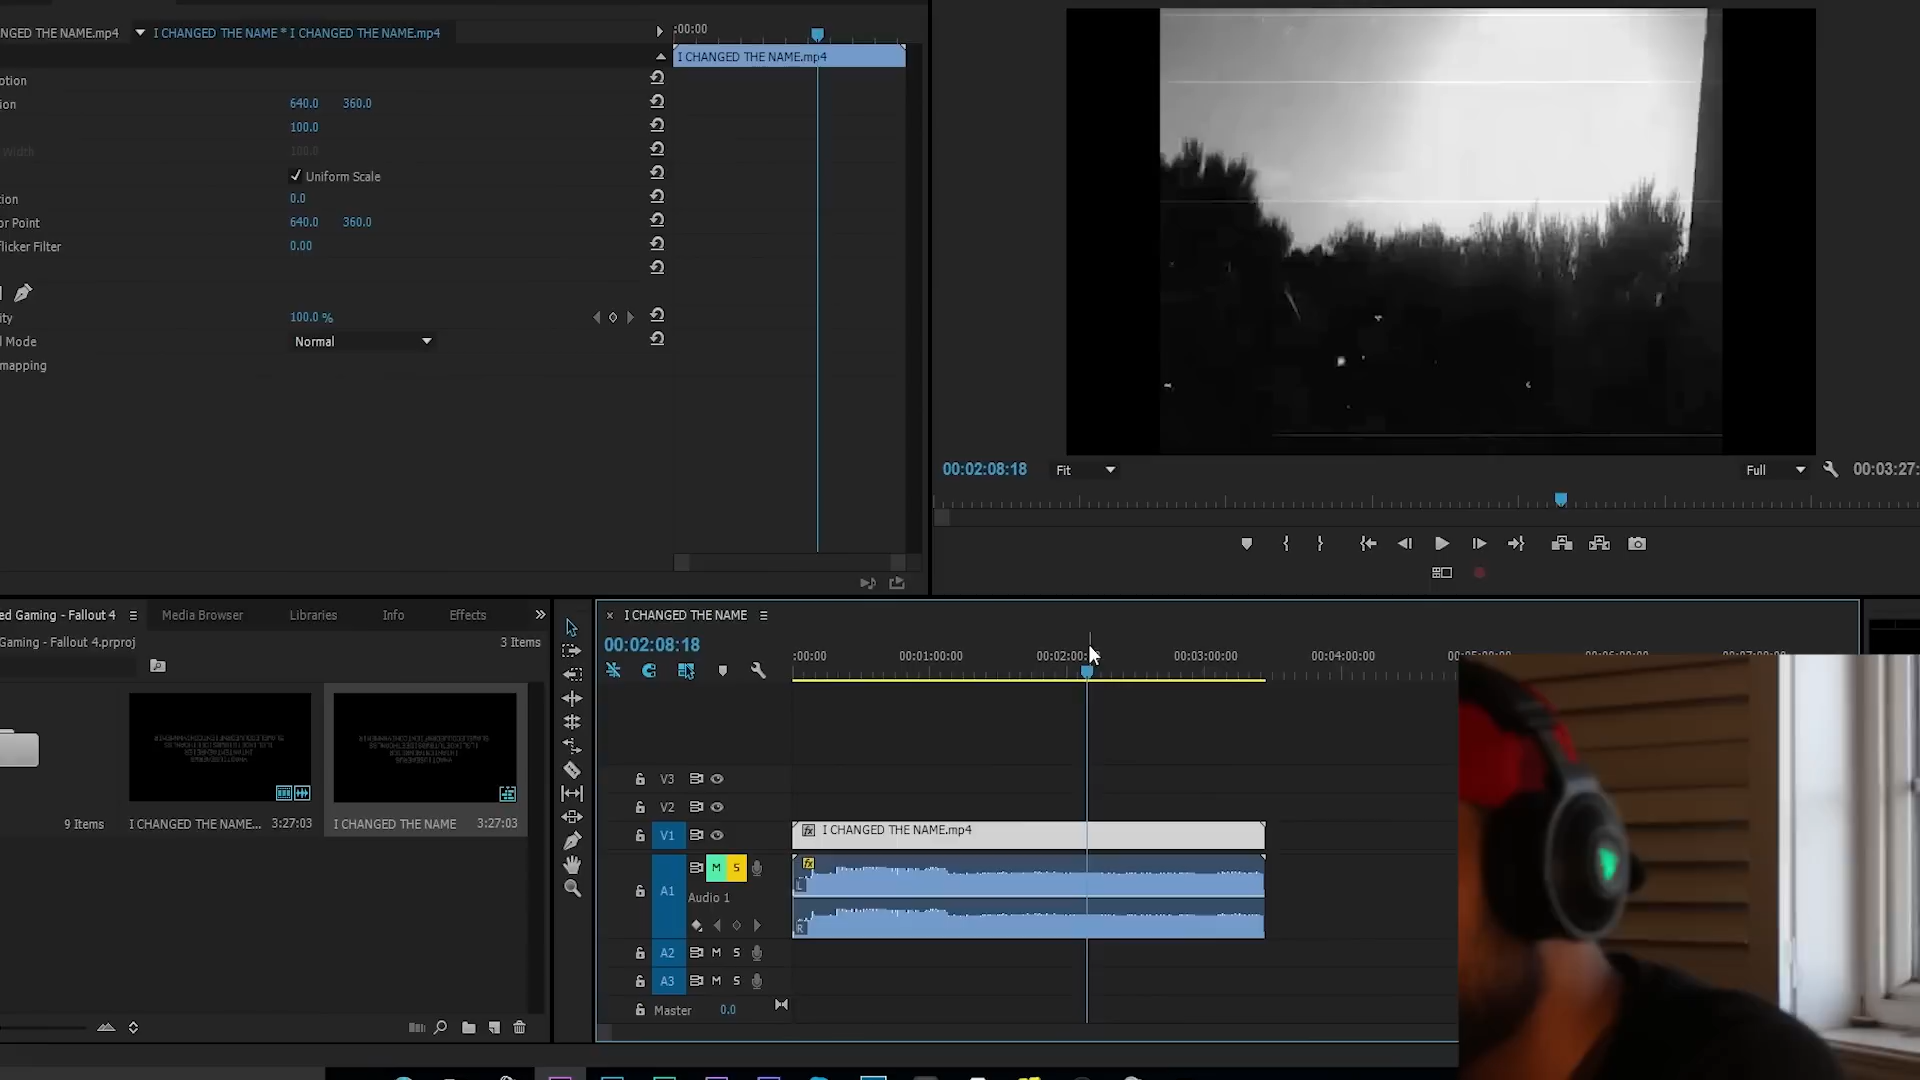 NGED THE NAME.mp4
I CHANGED THE NAME * I CHANGED THE NAME.mp4
:00:00
I CHANGED THE NAME.mp4
otion
ion
640.0 360.0
100.0
Width
100.0
Uniform Scale
tion
0.0
or Point
640.0 360.0
licker Filter
0.00
ity
100.0 %
l Mode
Normal
mapping
00:02:08:18
Fit
Full
00:03:27:
ed Gaming - Fallout 4
Media Browser
Libraries
Info
Effects
Gaming - Fallout 4.prproj
3 Items
9 Items
I CHANGED THE NAME...
3:27:03
I CHANGED THE NAME
3:27:03
I CHANGED THE NAME
00:02:08:18
:00:00
00:01:00:00
00:02:00:
00:03:00:00
00:04:00:00
V3
V2
V1
fx
I CHANGED THE NAME.mp4
A1
M S
fx
L
Audio 1
R
A2
M S
A3
M S
Master
0.0